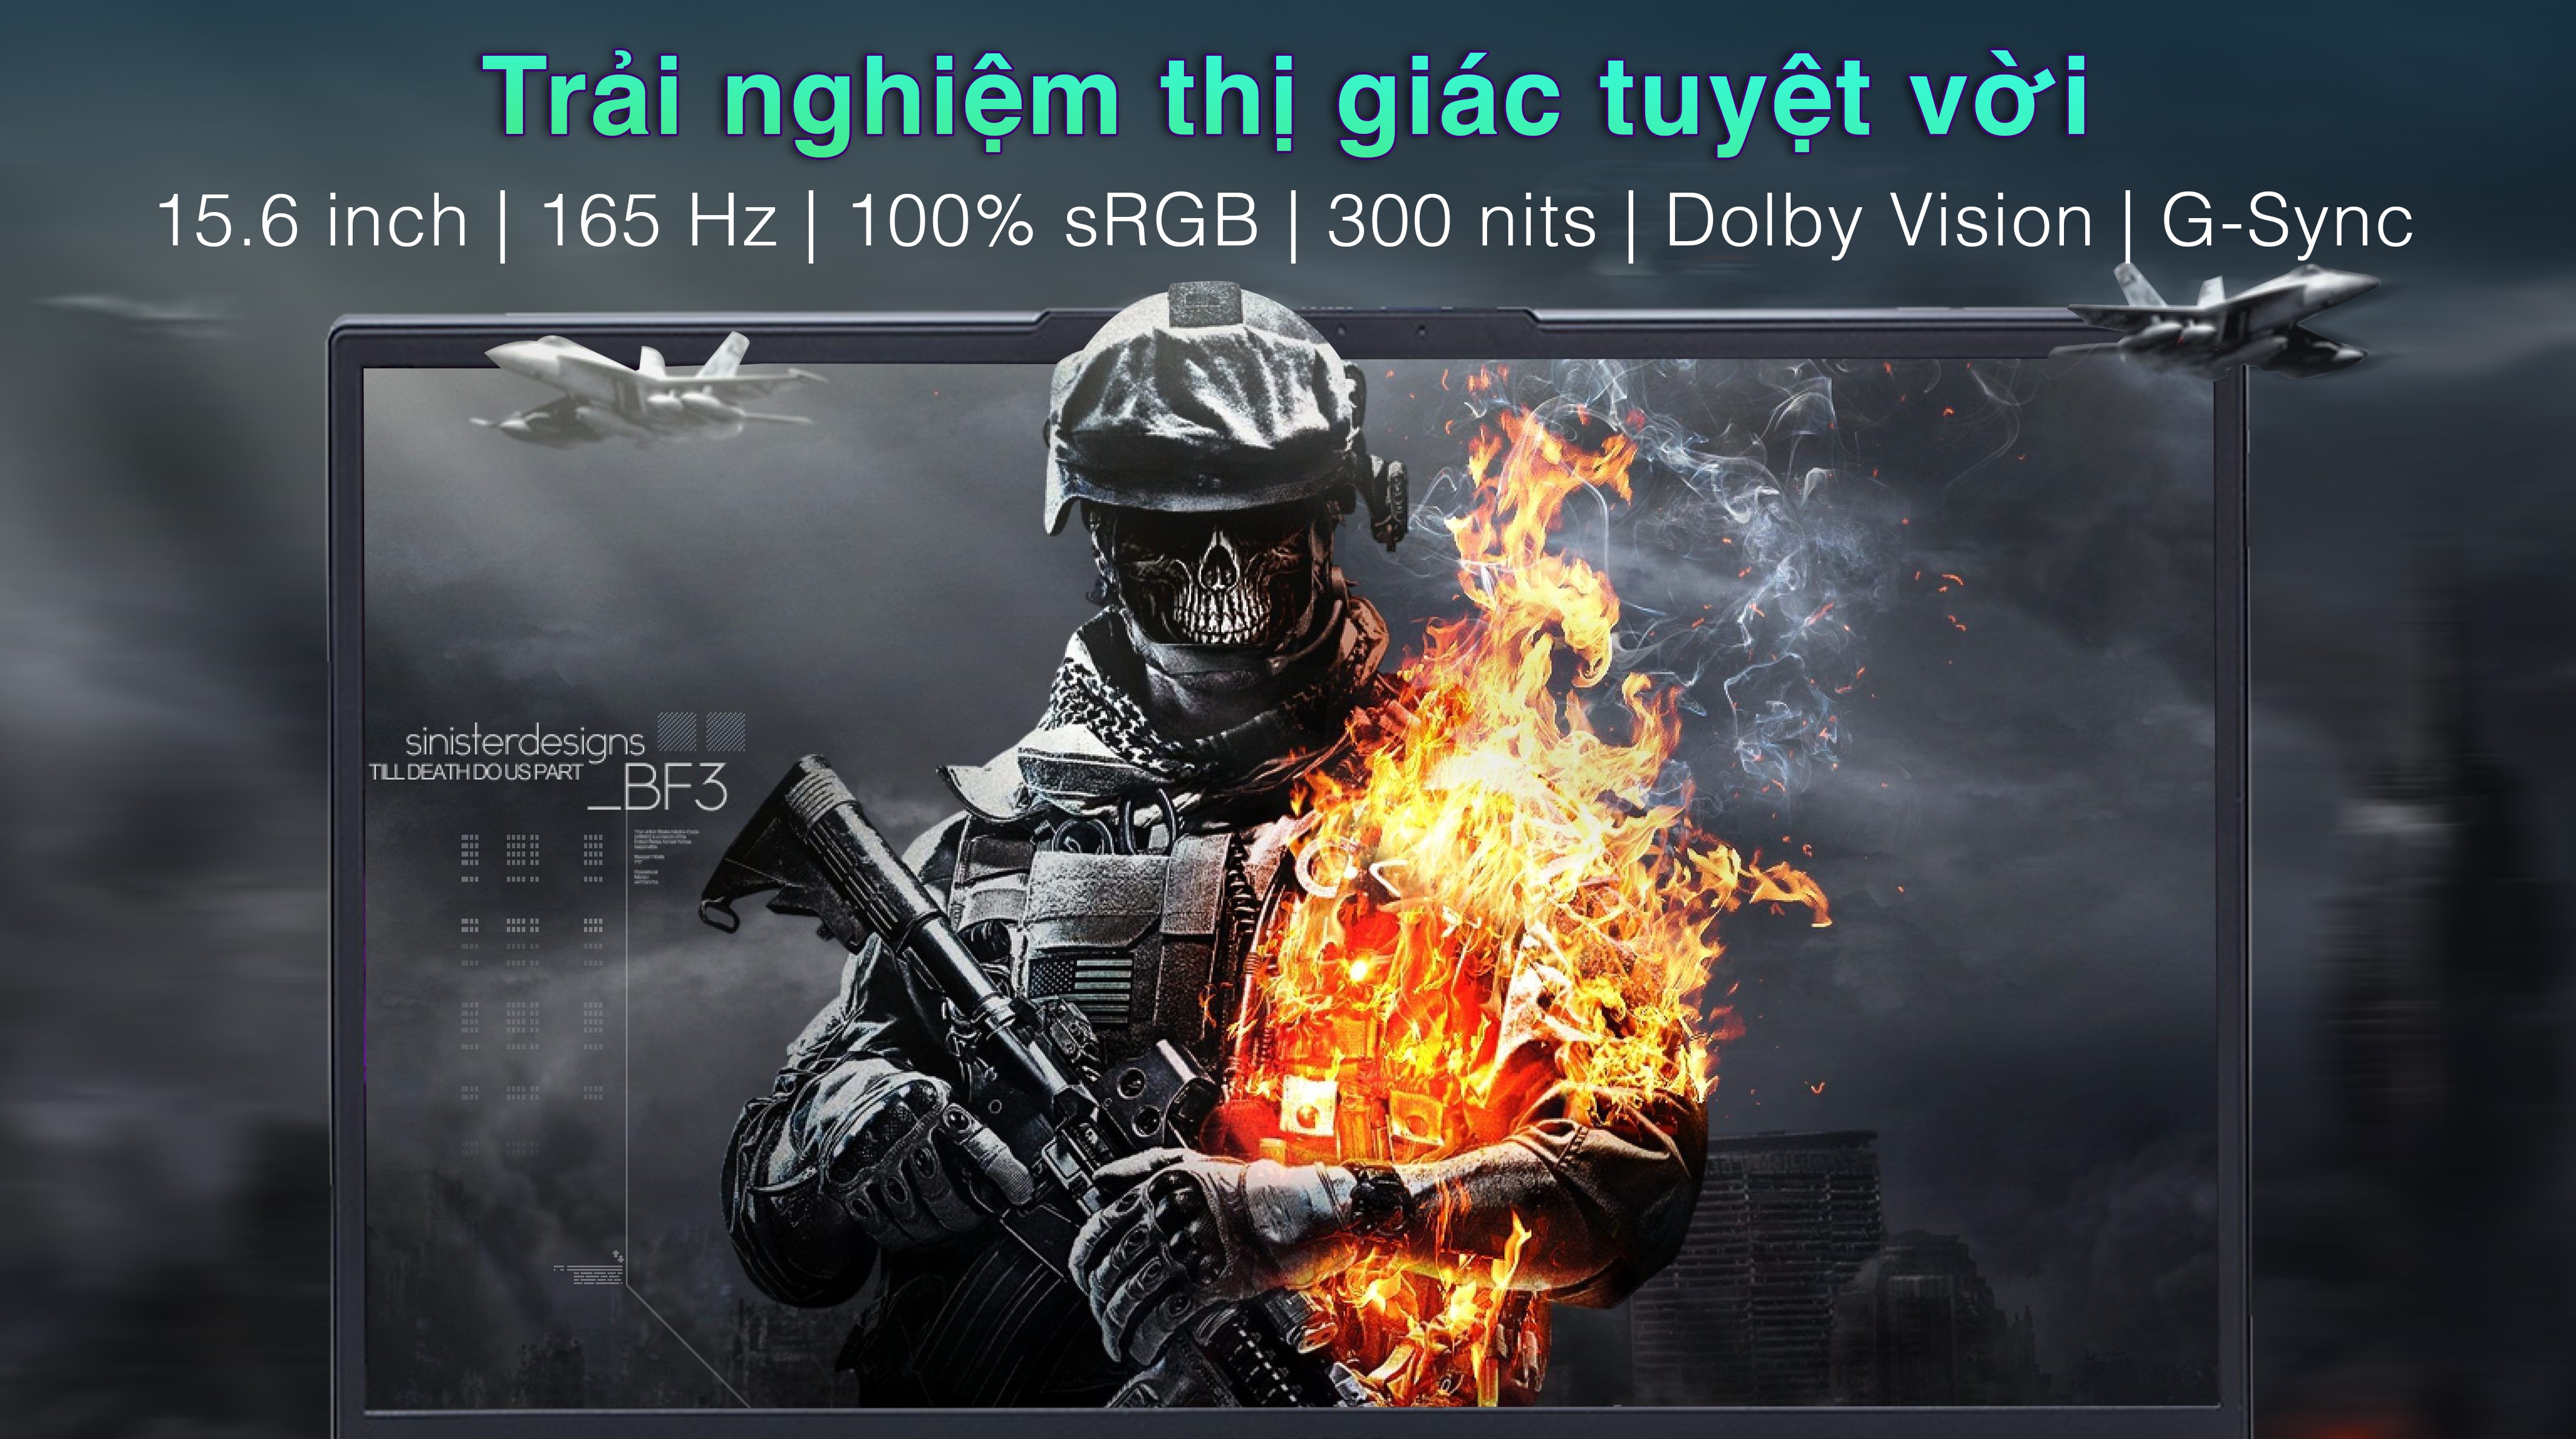 Trải nghiệm thị giác tuyệt vời
15.6 inch | 165 Hz | 100% sRGB | 300 nits | Dolby Vision | G-Sync
sinisterdesigns
TILL DEATH DO US PART
_BF3